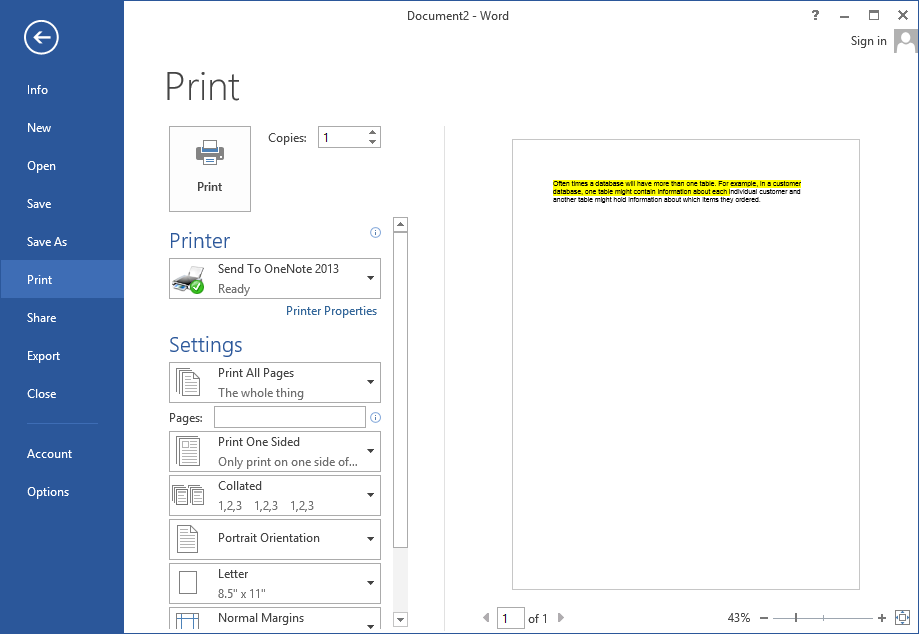 Document2 - Word
?
Sign in
Info
New
Open
Save
Save As
Print
Share
Export
Close
Account
Options
Print
Print
Copies: 1
Printer
Send To OneNote 2013
Ready
Printer Properties
Settings
Print All Pages
The whole thing
Pages:
Print One Sided
Only print on one side of...
Collated
1,2,3 1,2,3 1,2,3
Portrait Orientation
Letter
8.5" x 11"
Normal Margins
Often times a database will have more than one table. For example, in a customer
database, one table might contain information about each individual customer and
another table might hold information about which items they ordered.
1 of 1
43%